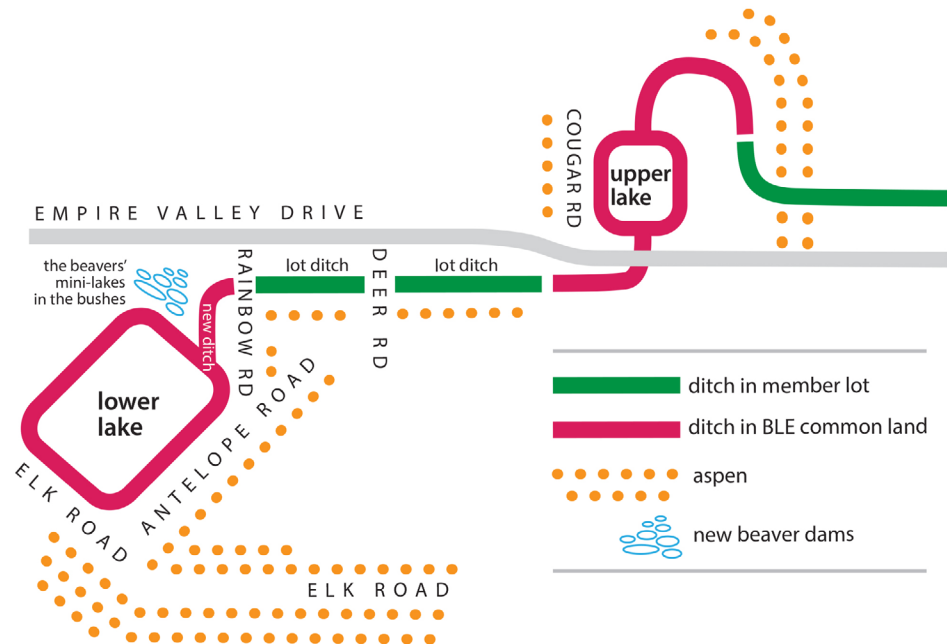 COUGAR RD
upper
lake
EMPIRE VALLEY DRIVE
the beavers'
mini-lakes
in the bushes
new ditch
RAINBOW RD
lot ditch
DEER RD
lot ditch
lower
lake
ELK ROAD
ANTELOPE ROAD
ELK ROAD
ditch in member lot
ditch in BLE common land
aspen
new beaver dams